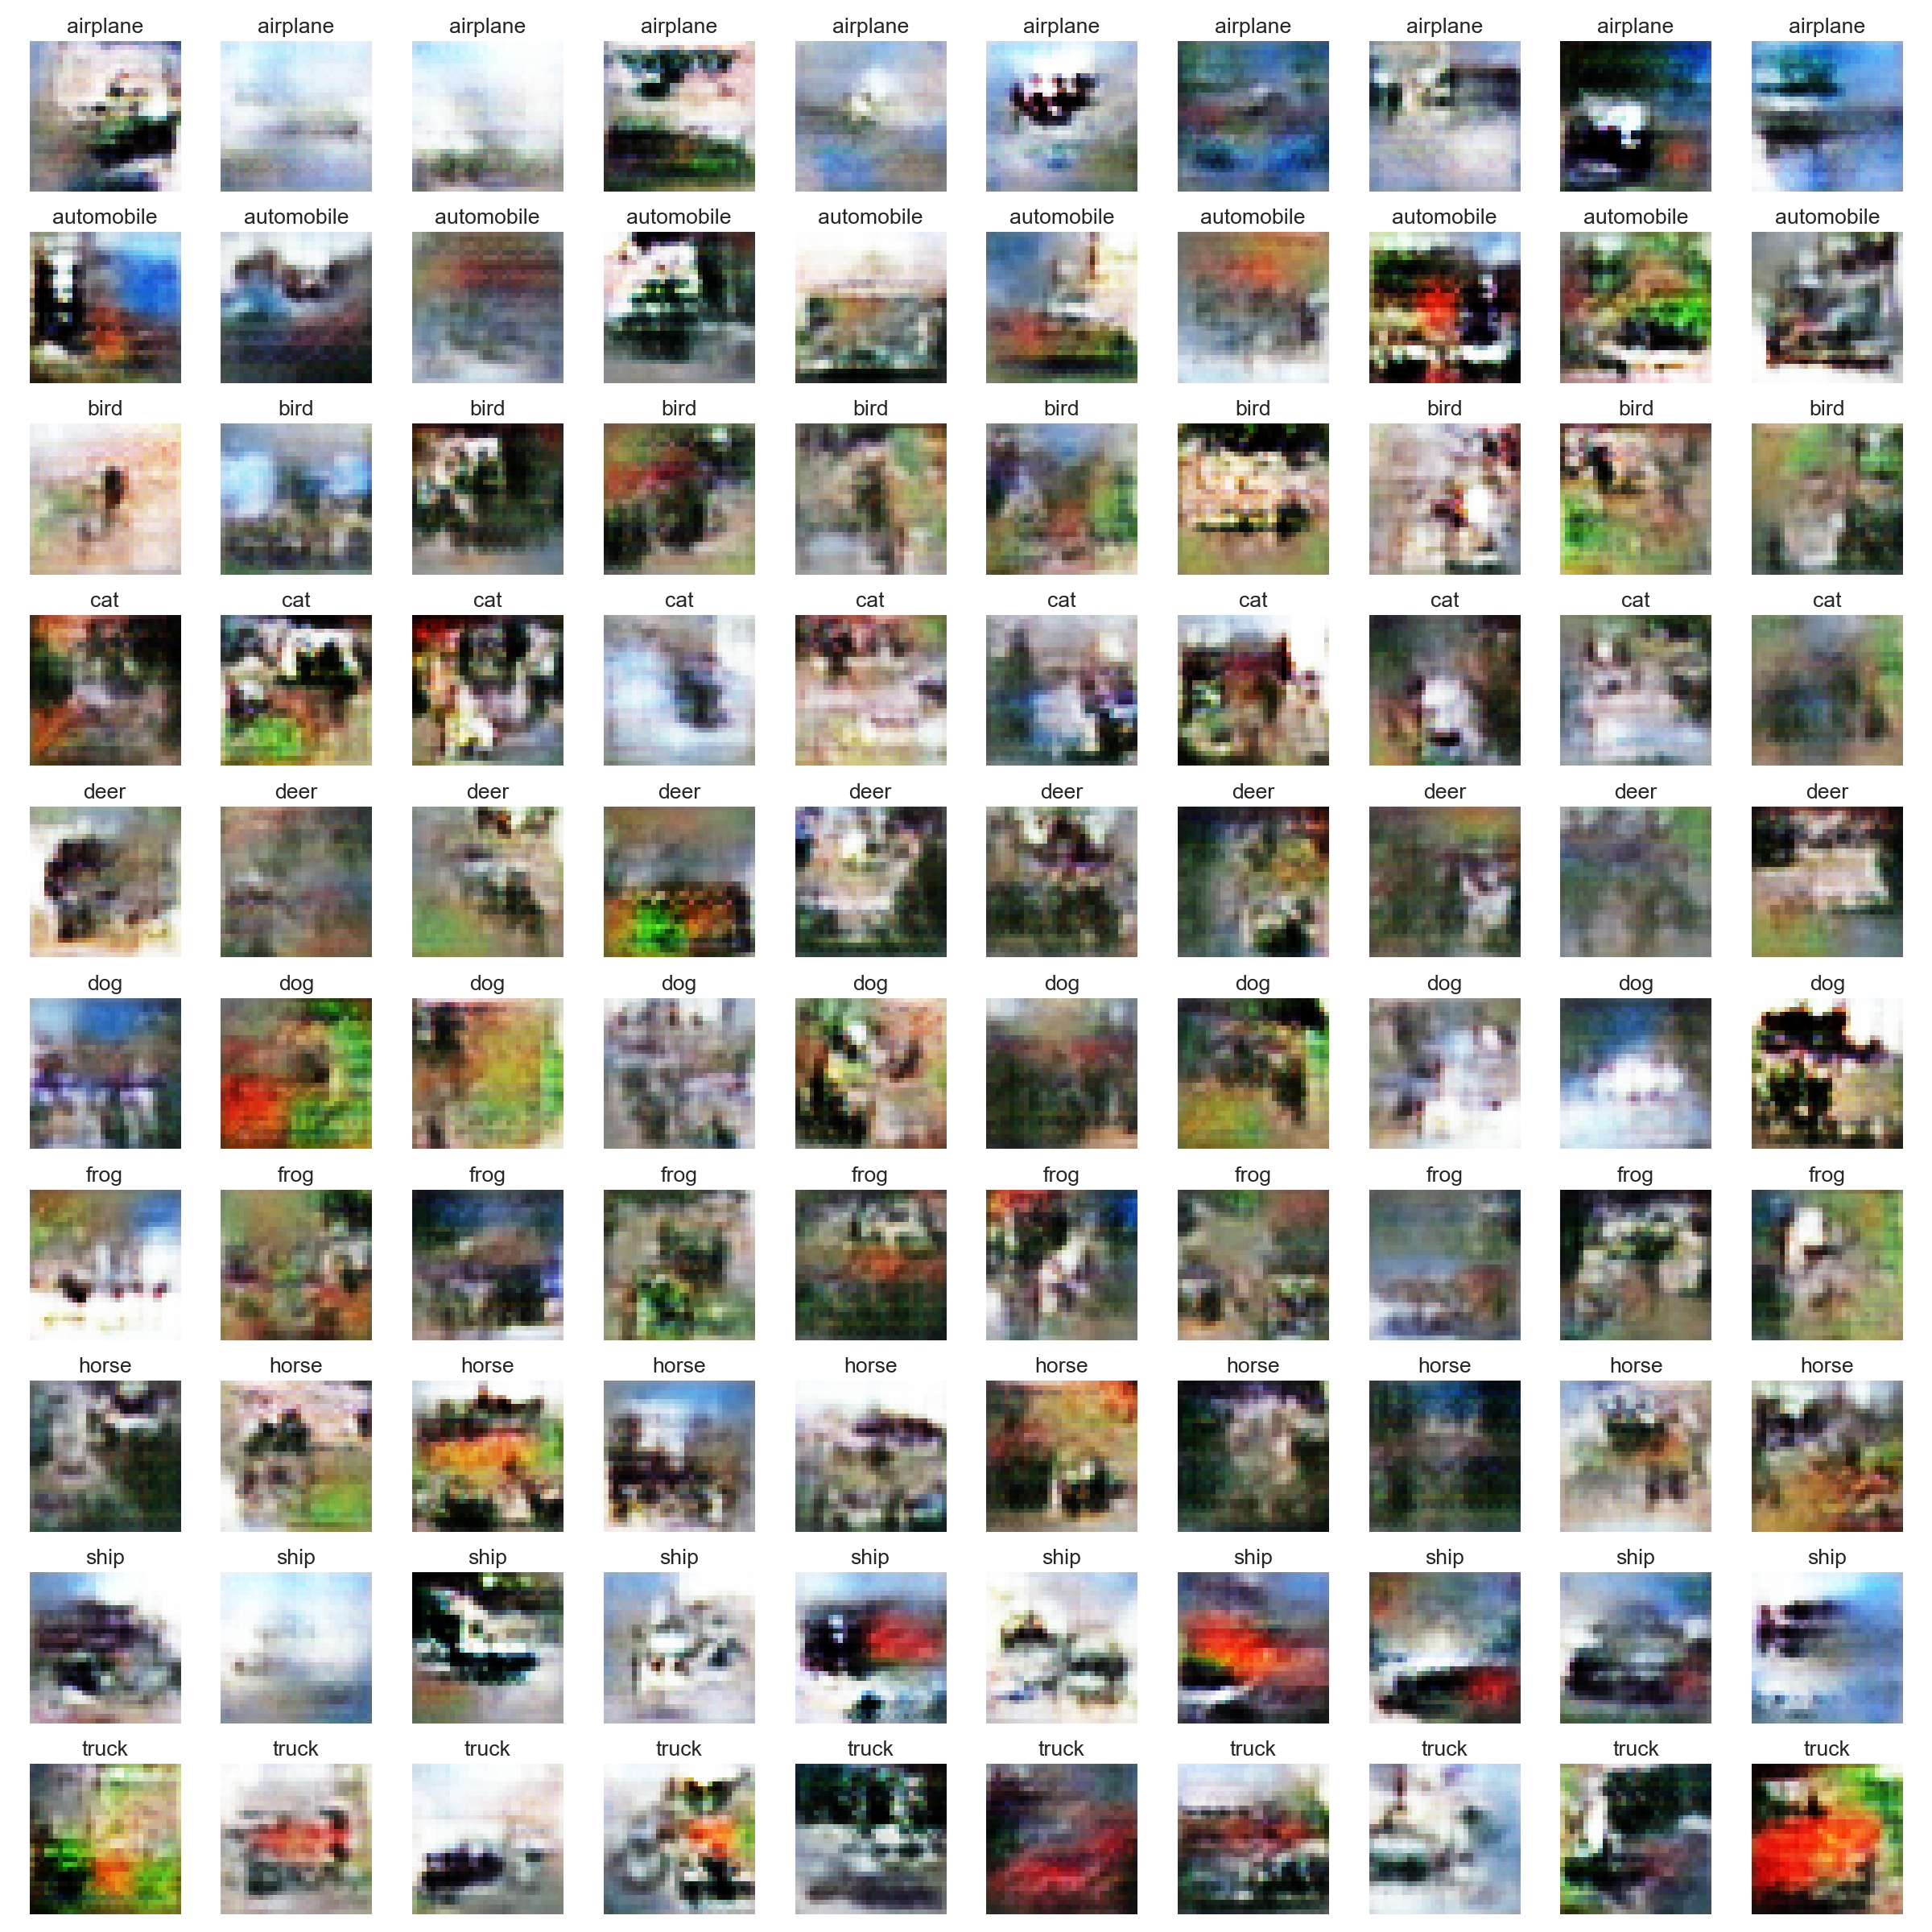 airplane airplane airplane airplane airplane airplane airplane airplane airplane airplane
automobile automobile automobile automobile automobile automobile automobile automobile automobile automobile
bird bird bird bird bird bird bird bird bird bird
cat cat cat cat cat cat cat cat cat cat
deer deer deer deer deer deer deer deer deer deer
dog dog dog dog dog dog dog dog dog dog
frog frog frog frog frog frog frog frog frog frog
horse horse horse horse horse horse horse horse horse horse
ship ship ship ship ship ship ship ship ship ship
truck truck truck truck truck truck truck truck truck truck